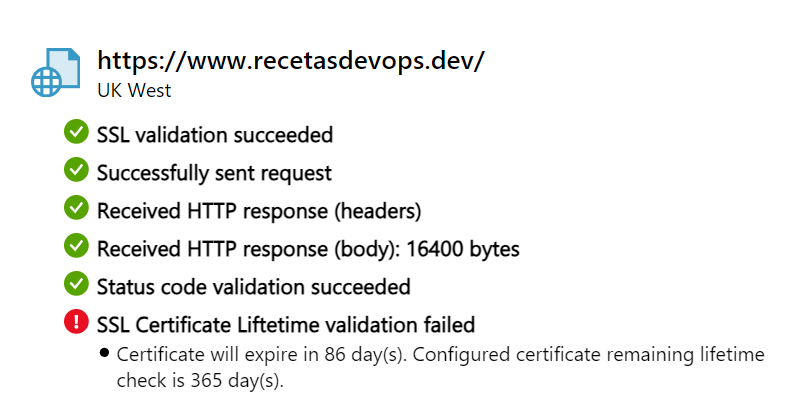 https://www.recetasdevops.dev/
UK West
SSL validation succeeded
Successfully sent request
Received HTTP response (headers)
Received HTTP response (body): 16400 bytes
Status code validation succeeded
SSL Certificate Liftetime validation failed
Certificate will expire in 86 day(s). Configured certificate remaining lifetime
check is 365 day(s).